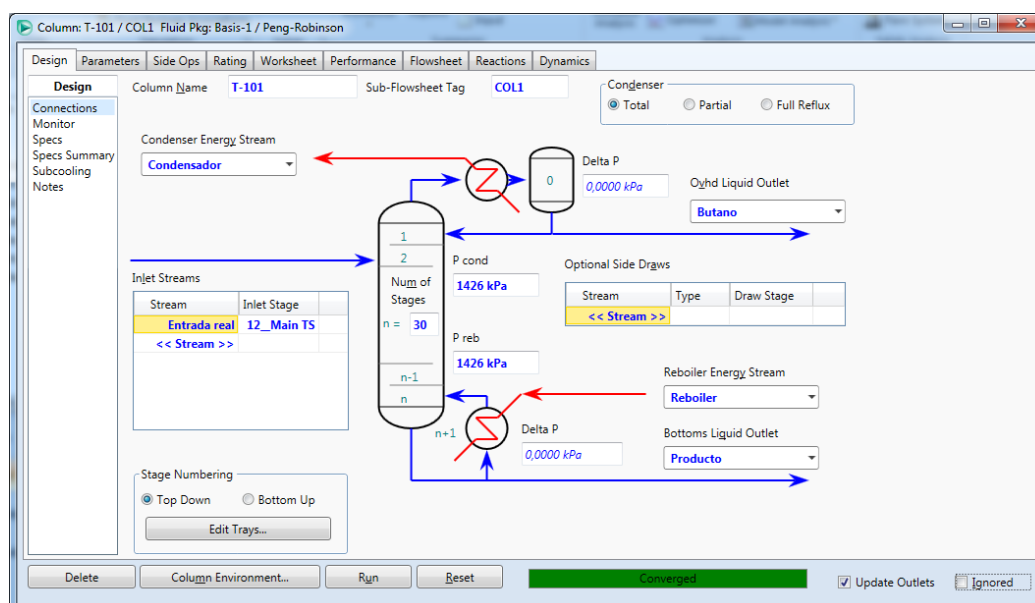 Column: T-101 / COL1 Fluid Pkg: Basis-1 / Peng-Robinson
Design Parameters Side Ops Rating Worksheet Performance Flowsheet Reactions Dynamics
Design
Connections
Monitor
Specs
Specs Summary
Subcooling
Notes
Column Name T-101 Sub-Flowsheet Tag COL1
Condenser
Total Partial Full Reflux
Condenser Energy Stream
Condensador
Delta P
0,0000 kPa
0
Ovhd Liquid Outlet
Butano
1
2
Num of
Stages
n = 30
n-1
n
n+1
P cond
1426 kPa
P reb
1426 kPa
Delta P
0,0000 kPa
Inlet Streams
Stream Inlet Stage
Entrada real 12__Main TS
<< Stream >>
Optional Side Draws
Stream Type Draw Stage
<< Stream >>
Reboiler Energy Stream
Reboiler
Bottoms Liquid Outlet
Producto
Stage Numbering
Top Down Bottom Up
Edit Trays...
Delete Column Environment... Run Reset Converged Update Outlets Ignored